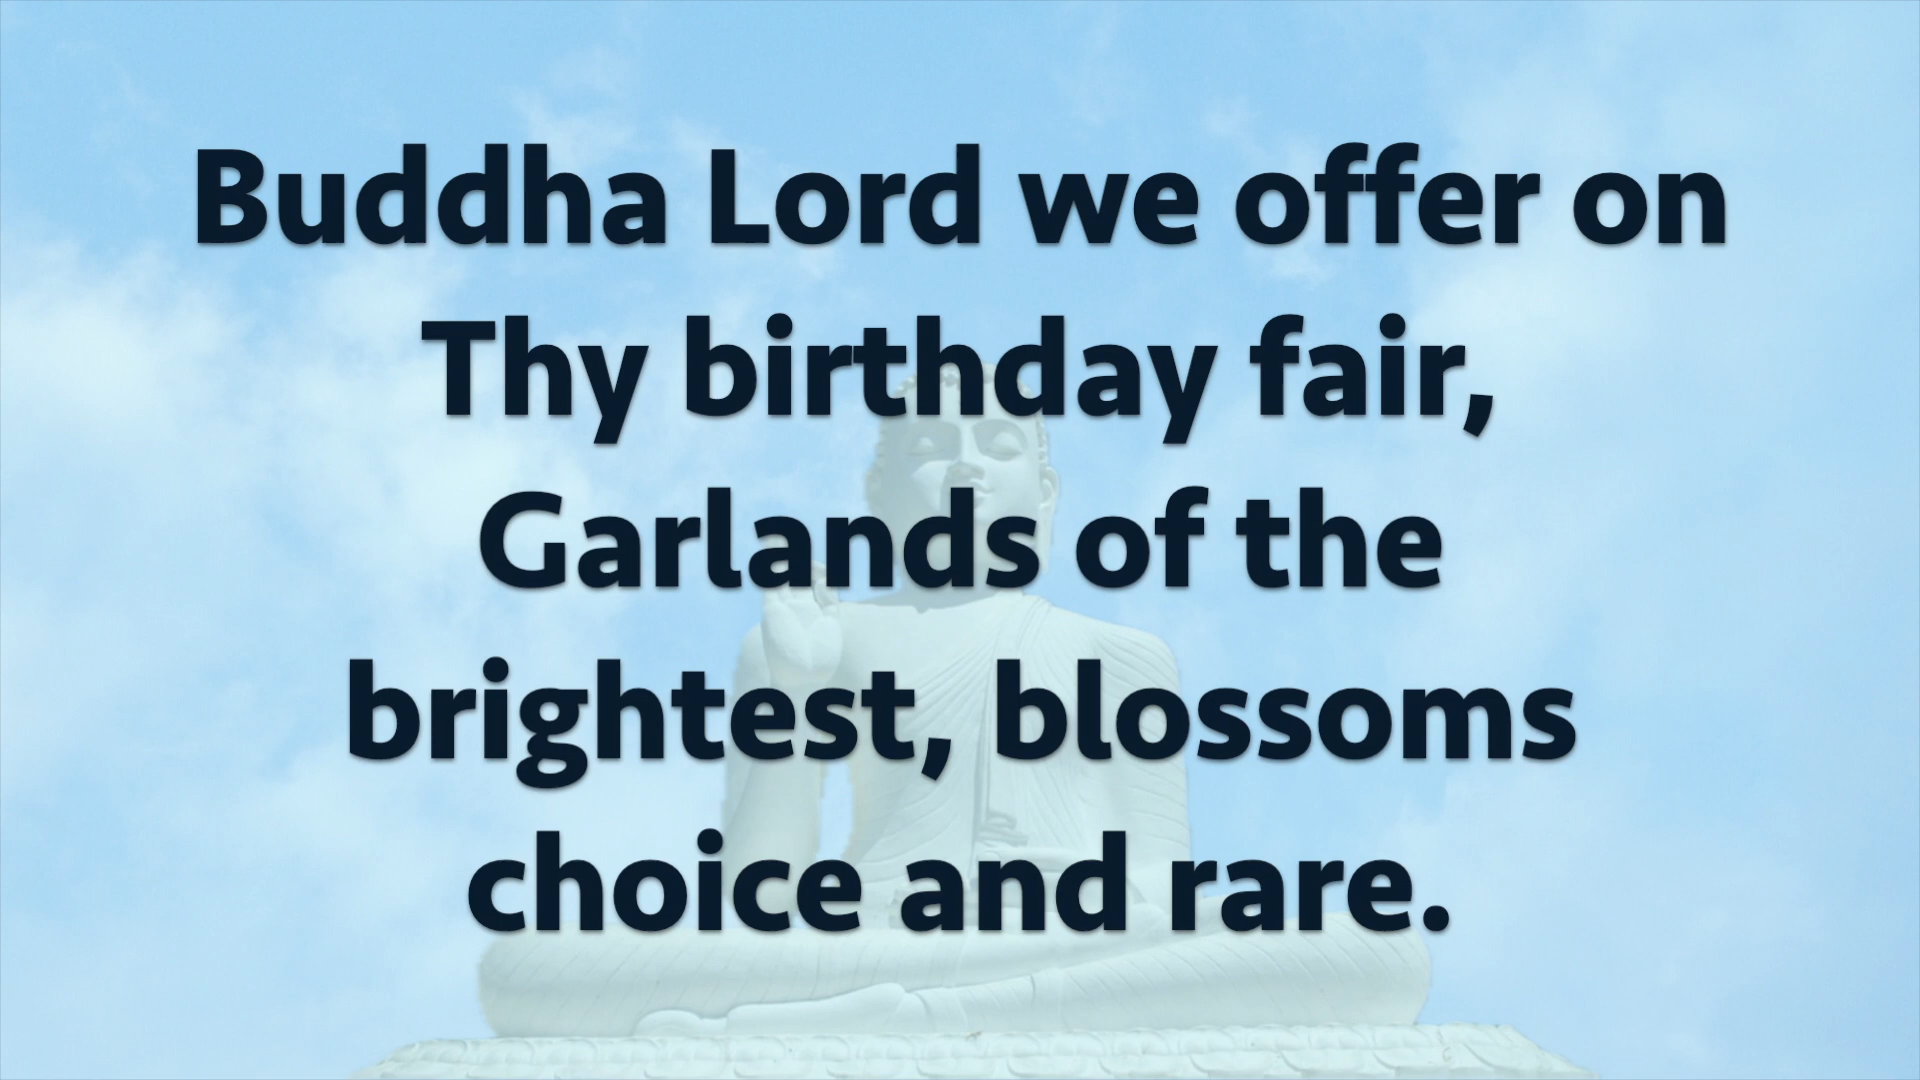 Buddha Lord we offer on
Thy birthday fair,
Garlands of the
brightest, blossoms
choice and rare.